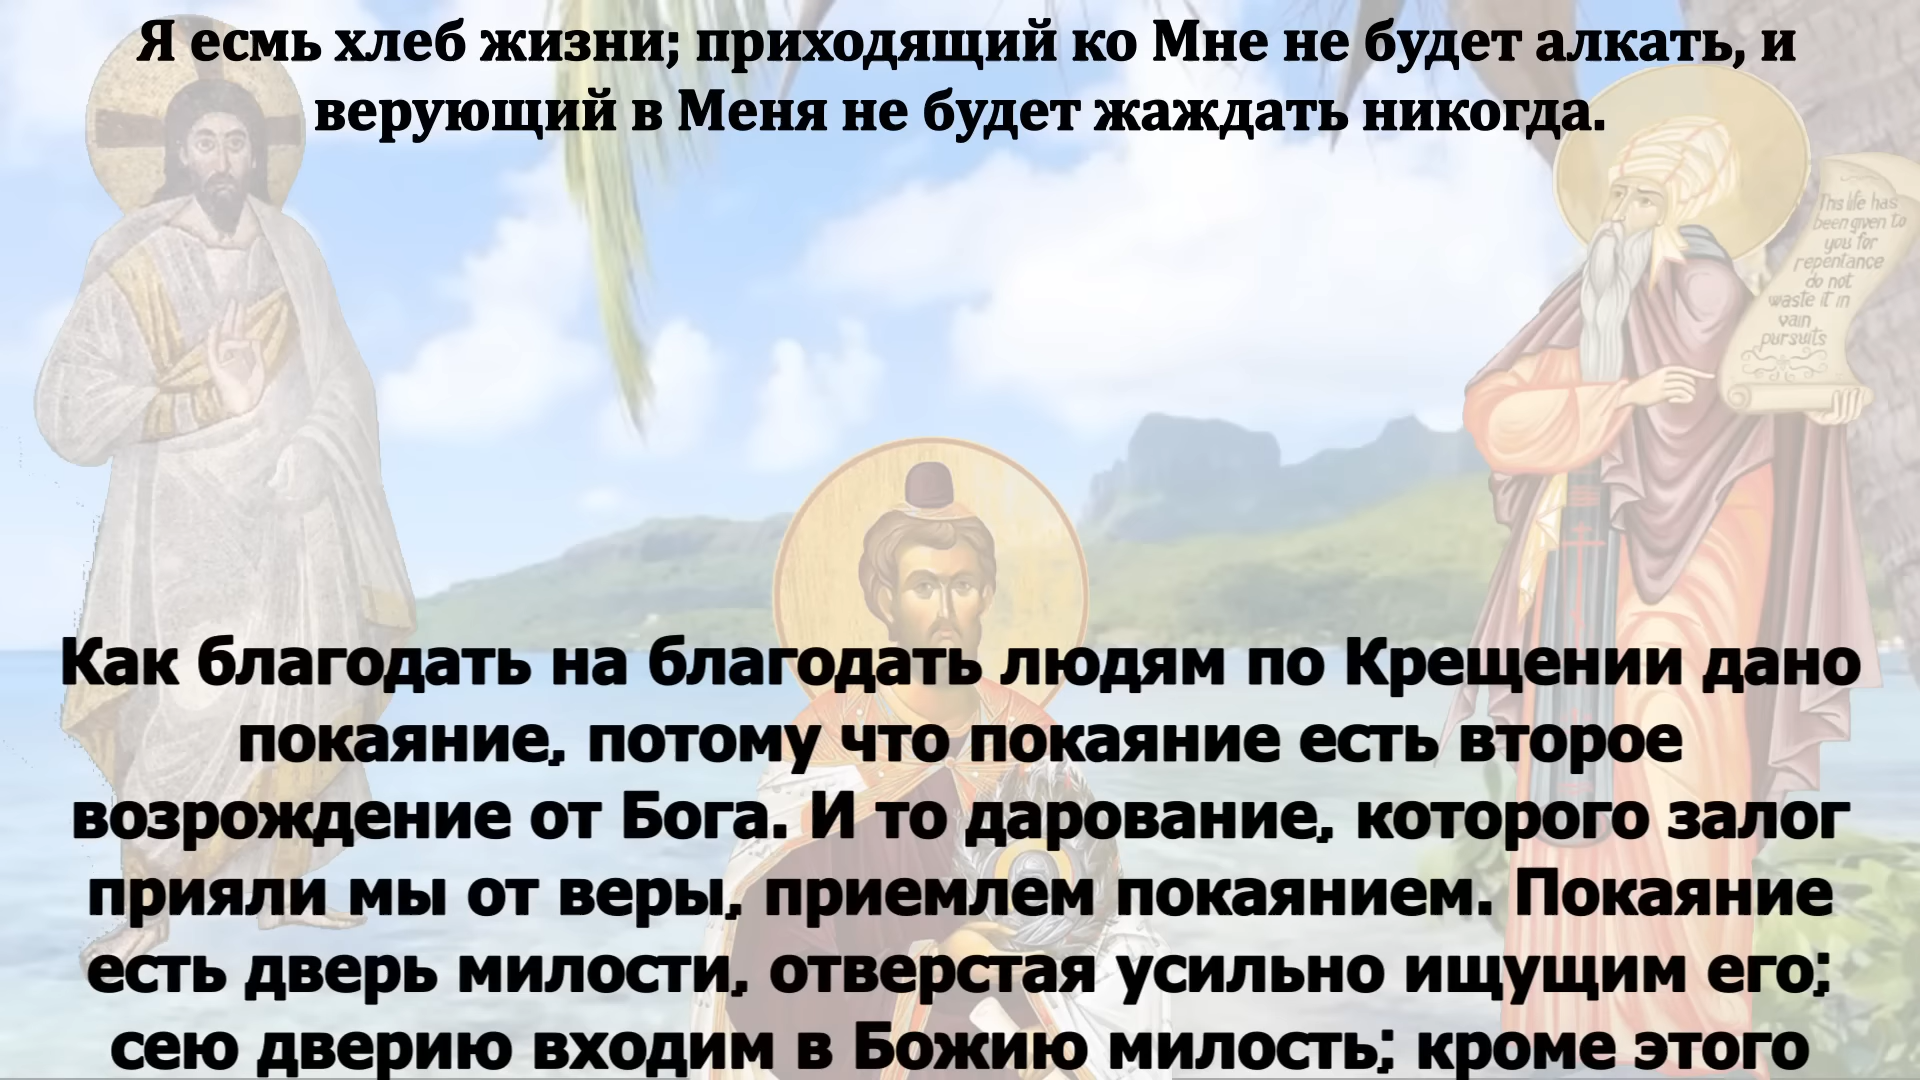 Я есмь хлеб жизни; приходящий ко Мне не будет алкать, и
верующий в Меня не будет жаждать никогда.
This life has
been given to
you for
repentance
do not
waste it in
vain
pursuits
Как благодать на благодать людям по Крещении дано
покаяние, потому что покаяние есть второе
возрождение от Бога. И то дарование, которого залог
прияли мы от веры, приемлем покаянием. Покаяние
есть дверь милости, отверстая усильно ищущим его;
сею дверию входим в Божию милость; кроме этого